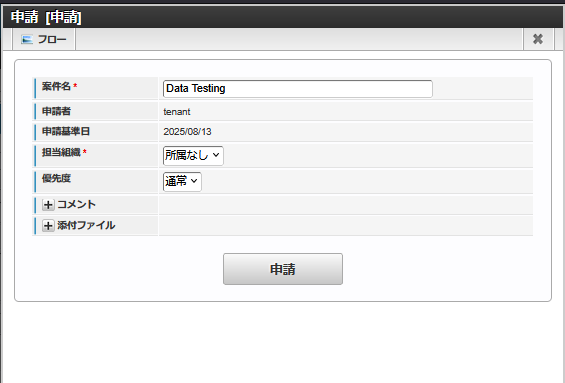 申請 [申請]
フロー
案件名* Data Testing
申請者 tenant
申請基準日 2025/08/13
担当組織* 所属なし
優先度 通常
コメント
添付ファイル
申請